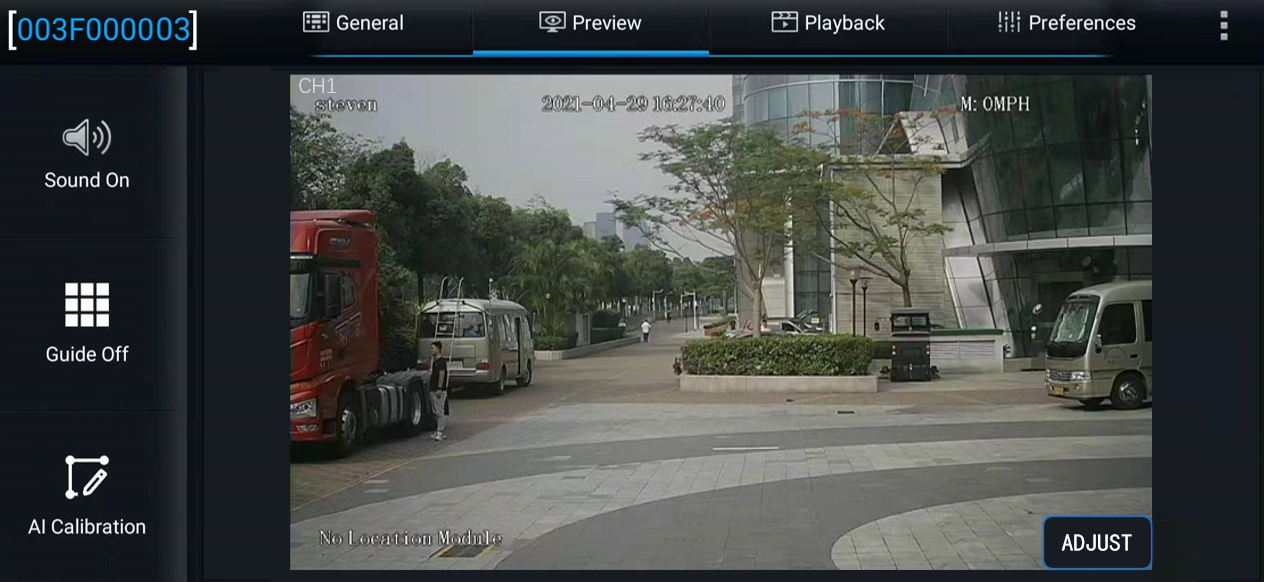 [003F000003]
General
Preview
Playback
Preferences
Sound On
Guide Off
AI Calibration
CH1
steven
2021-04-29 16:27:40
M: 0MPH
No Location Module
ADJUST